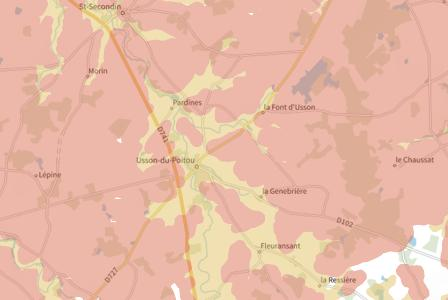 St-Secondin
Morin
Pardines
la Font d'Usson
D741
Usson-du-Poitou
le Chaussat
Lépine
la Genebrière
D102
Fleuransant
D727
la Ressière